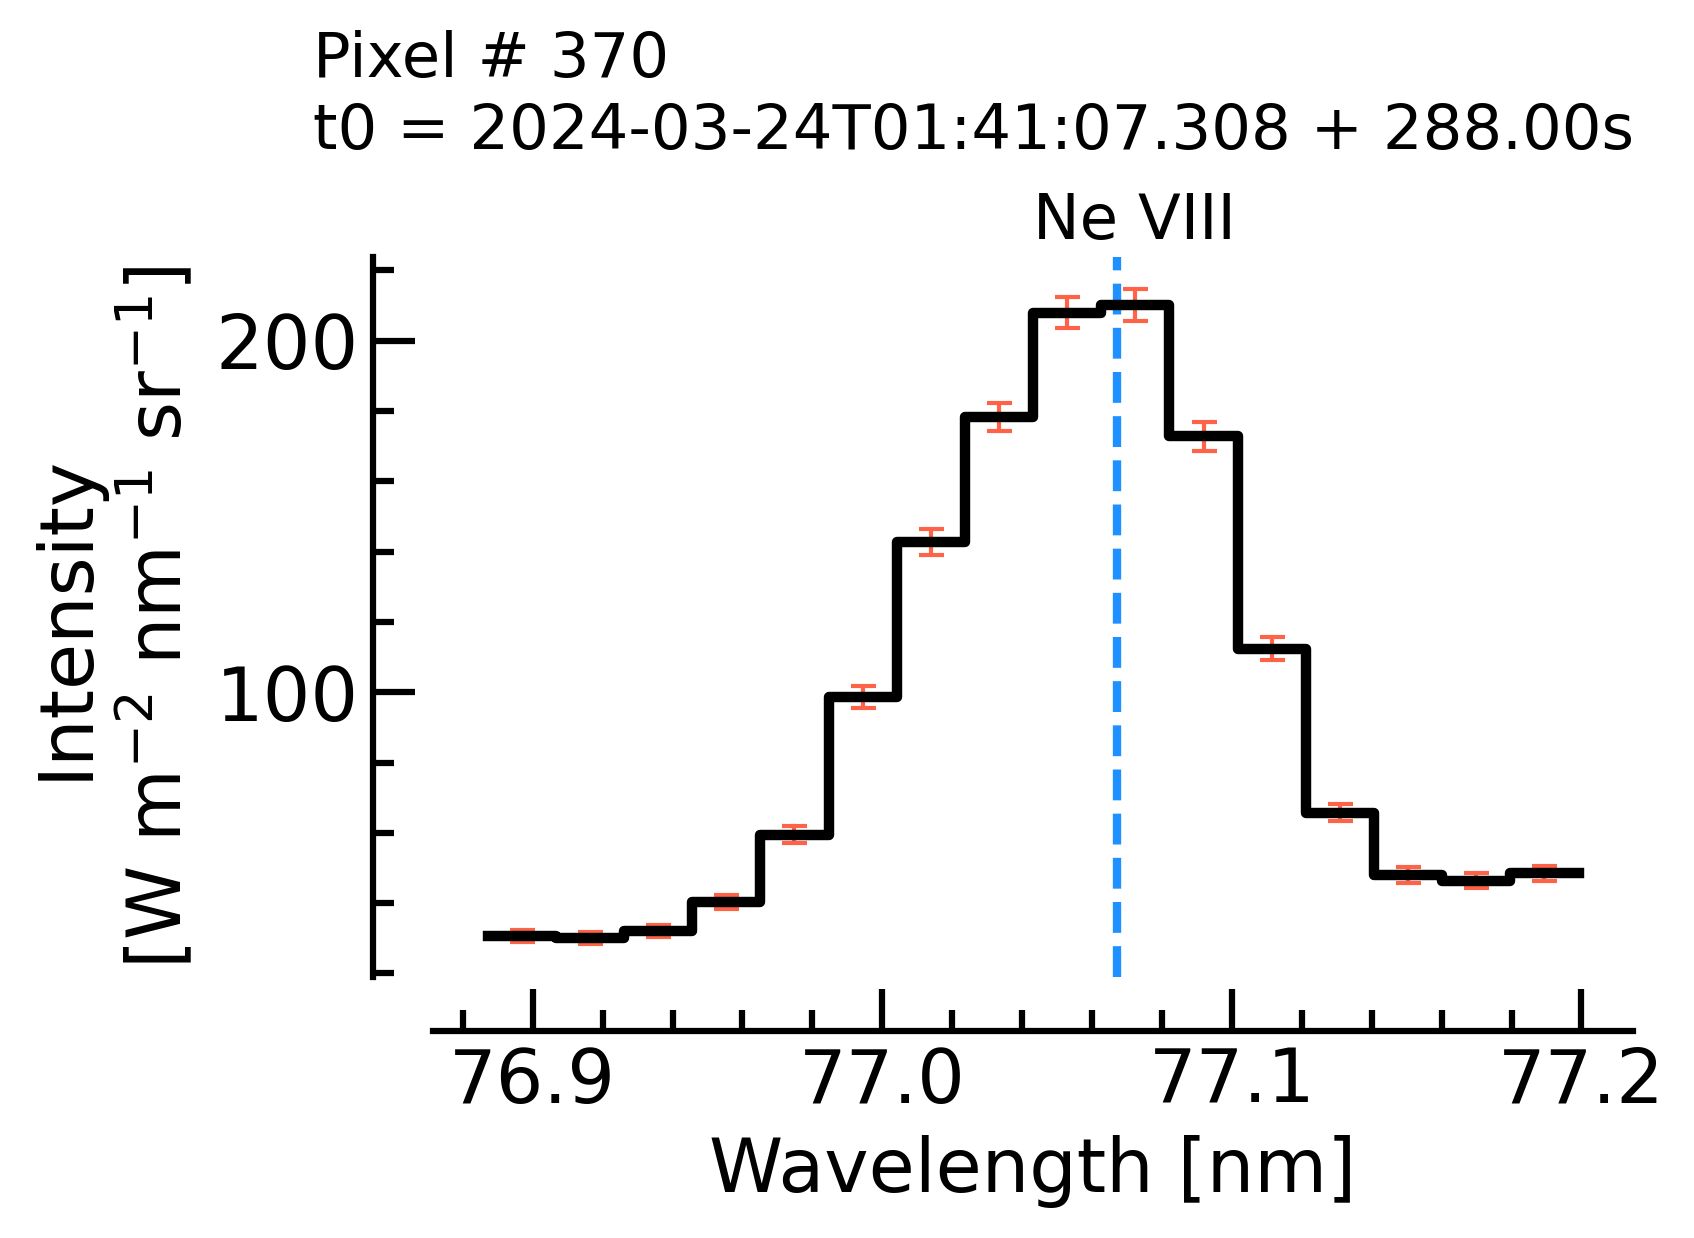 Pixel # 370
t0 = 2024-03-24T01:41:07.308 + 288.00s
Ne VIII
Intensity
[W m⁻² nm⁻¹ sr⁻¹]
200
100
76.9 77.0 77.1 77.2
Wavelength [nm]